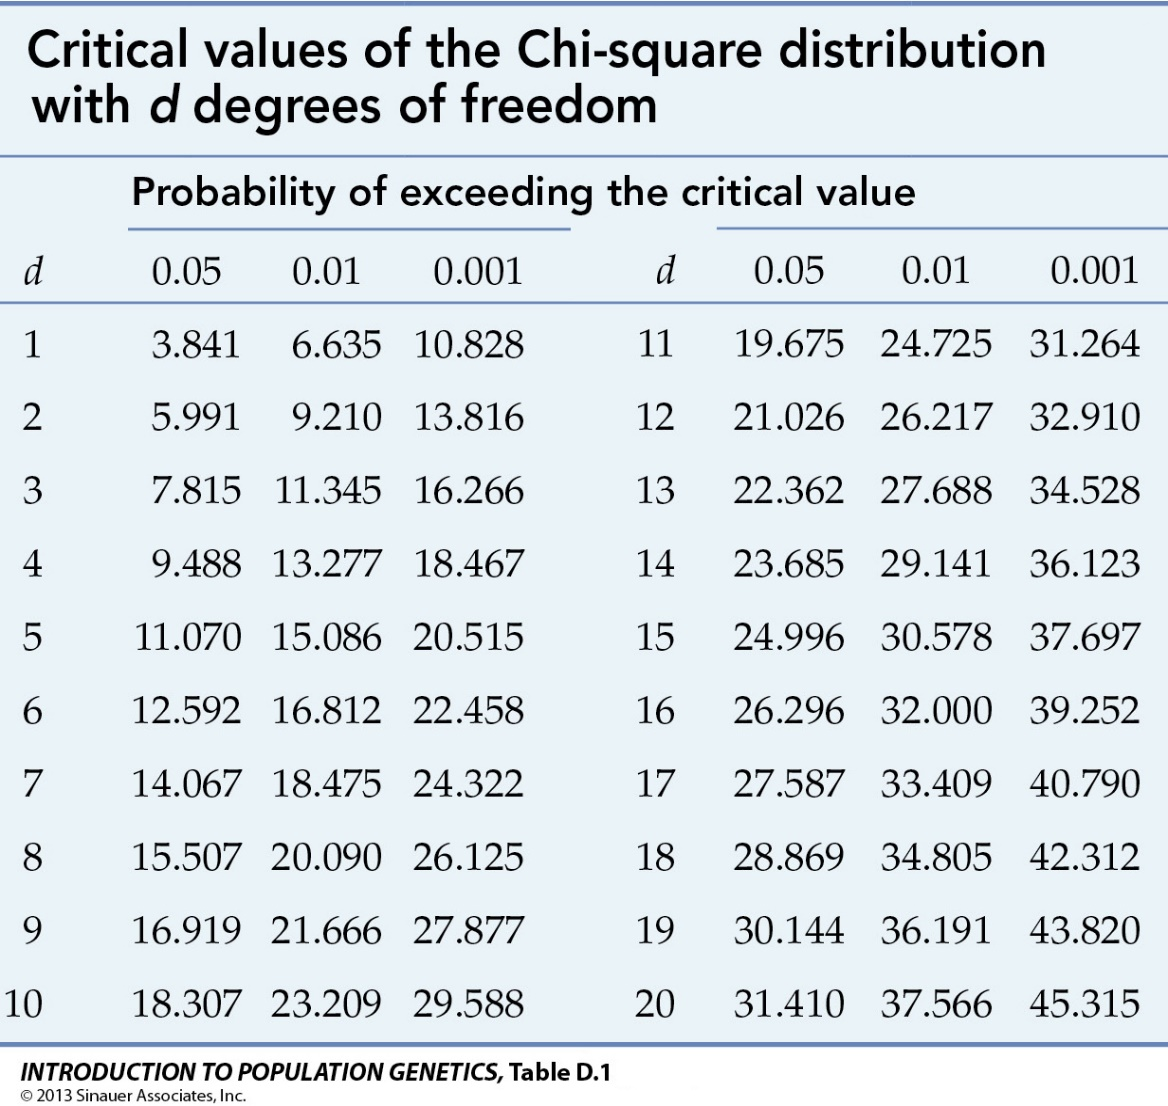 Critical values of the Chi-square distribution
with d degrees of freedom
Probability of exceeding the critical value
d 0.05 0.01 0.001 d 0.05 0.01 0.001
1 3.841 6.635 10.828 11 19.675 24.725 31.264
2 5.991 9.210 13.816 12 21.026 26.217 32.910
3 7.815 11.345 16.266 13 22.362 27.688 34.528
4 9.488 13.277 18.467 14 23.685 29.141 36.123
5 11.070 15.086 20.515 15 24.996 30.578 37.697
6 12.592 16.812 22.458 16 26.296 32.000 39.252
7 14.067 18.475 24.322 17 27.587 33.409 40.790
8 15.507 20.090 26.125 18 28.869 34.805 42.312
9 16.919 21.666 27.877 19 30.144 36.191 43.820
10 18.307 23.209 29.588 20 31.410 37.566 45.315
INTRODUCTION TO POPULATION GENETICS, Table D.1
© 2013 Sinauer Associates, Inc.